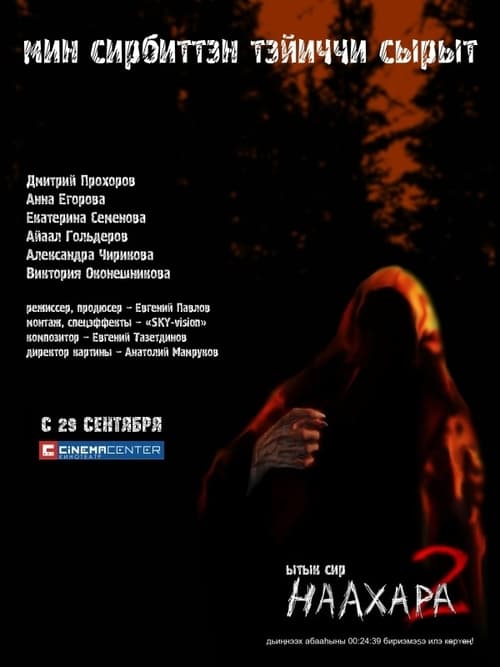 МИН СИРБИТТЭН ТЭЙИЧЧИ СЫРЫТ
Дмитрий Прохоров
Анна Егорова
Екатерина Семенова
Айаал Гольдеров
Александра Чирикова
Виктория Оконешникова
режиссер, продюсер – Евгений Павлов
монтаж, спецэффекты – «SKY-vision»
композитор – Евгений Тазетдинов
директор картины – Анатолий Мамруков
С 29 СЕНТЯБРЯ
CINEMACENTER
КИНОТЕАТР
ЫТЫК СИР
НААХАРА 2
дьиҥнээх абааһыны 00:24:39 бириэмэҕэ илэ көртөҥ!